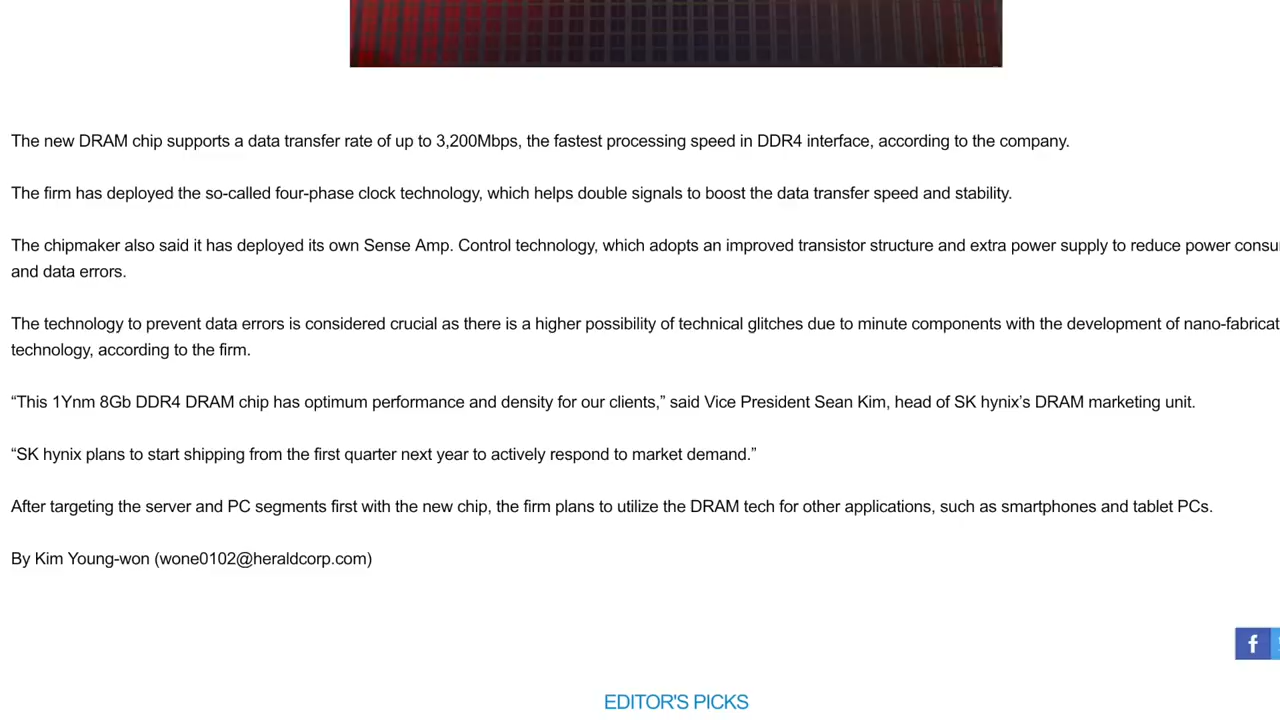 The new DRAM chip supports a data transfer rate of up to 3,200Mbps, the fastest processing speed in DDR4 interface, according to the company.
The firm has deployed the so-called four-phase clock technology, which helps double signals to boost the data transfer speed and stability.
The chipmaker also said it has deployed its own Sense Amp. Control technology, which adopts an improved transistor structure and extra power supply to reduce power
and data errors.
The technology to prevent data errors is considered crucial as there is a higher possibility of technical glitches due to minute components with the development of
technology, according to the firm.
“This 1Ynm 8Gb DDR4 DRAM chip has optimum performance and density for our clients,” said Vice President Sean Kim, head of SK hynix’s DRAM marketing unit.
“SK hynix plans to start shipping from the first quarter next year to actively respond to market demand.”
After targeting the server and PC segments first with the new chip, the firm plans to utilize the DRAM tech for other applications, such as smartphones and tablet PCs.
By Kim Young-won (wone0102@heraldcorp.com)
f
EDITOR'S PICKS